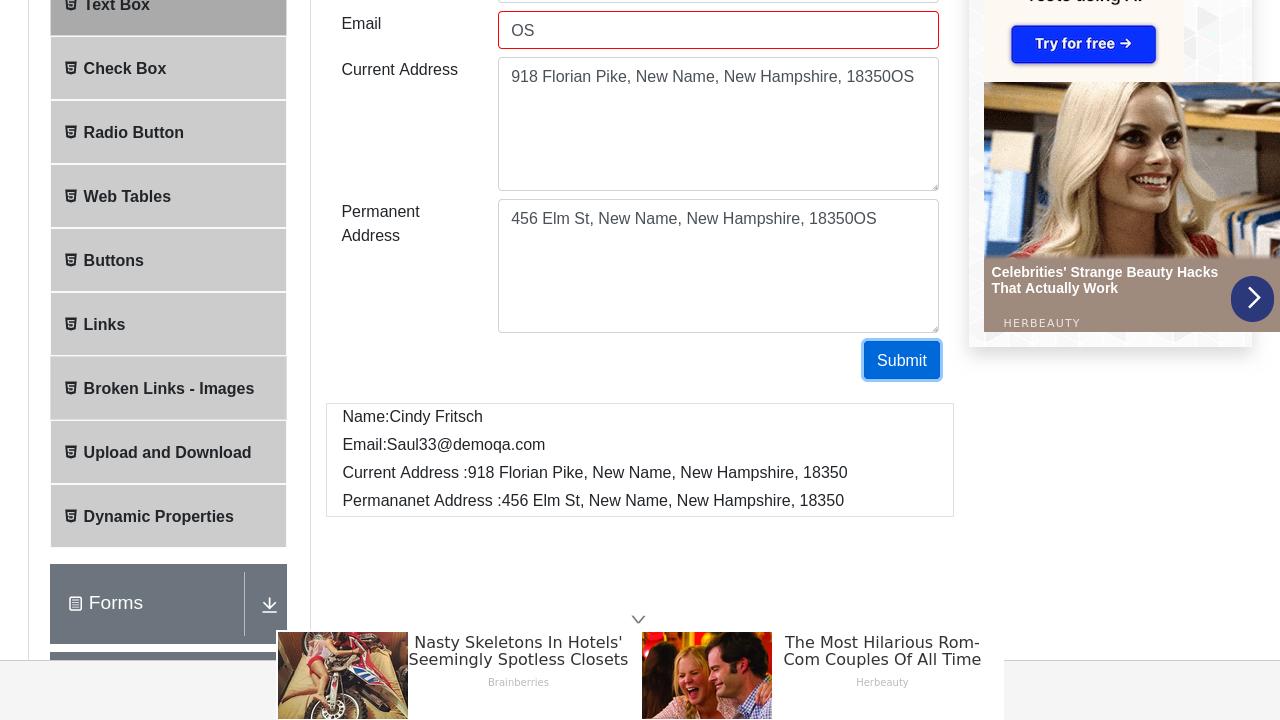 Text Box
Check Box
Radio Button
Web Tables
Buttons
Links
Broken Links - Images
Upload and Download
Dynamic Properties
Forms
Email
OS
Current Address
918 Florian Pike, New Name, New Hampshire, 18350OS
Permanent
Address
456 Elm St, New Name, New Hampshire, 18350OS
Submit
Name:Cindy Fritsch
Email:Saul33@demoqa.com
Current Address :918 Florian Pike, New Name, New Hampshire, 18350
Permananet Address :456 Elm St, New Name, New Hampshire, 18350
Try for free →
Celebrities' Strange Beauty Hacks
That Actually Work
HERBEAUTY
Nasty Skeletons In Hotels'
Seemingly Spotless Closets
Brainberries
The Most Hilarious Rom-
Com Couples Of All Time
Herbeauty